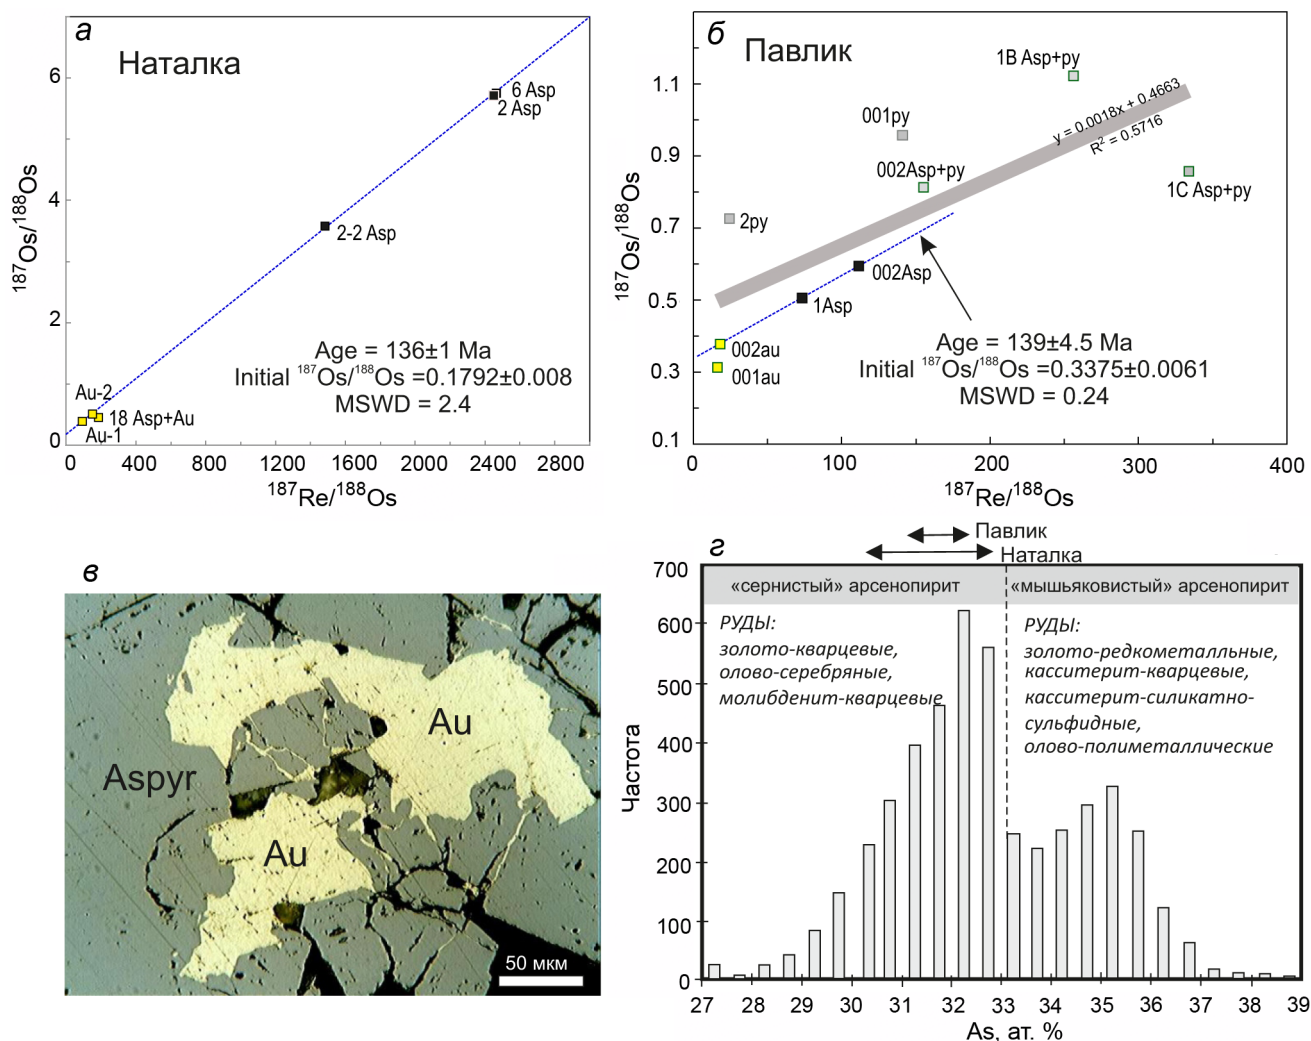 а
Наталка
6
4
2
0
¹⁸⁷Os/¹⁸⁸Os
6 Asp
2 Asp
2-2 Asp
Au-2
18 Asp+Au
Au-1
Age = 136±1 Ma
Initial ¹⁸⁷Os/¹⁸⁸Os =0.1792±0.008
MSWD = 2.4
0 400 800 1200 1600 2000 2400 2800
¹⁸⁷Re/¹⁸⁸Os
б
Павлик
1.1
0.9
0.7
0.5
0.3
0.1
¹⁸⁷Os/¹⁸⁸Os
1B Asp+py
001py
y = 0.0018x + 0.4663
R² = 0.5716
002Asp+py
1C Asp+py
2py
002Asp
1Asp
002au
001au
Age = 139±4.5 Ma
Initial ¹⁸⁷Os/¹⁸⁸Os =0.3375±0.0061
MSWD = 0.24
0 100 200 300 400
¹⁸⁷Re/¹⁸⁸Os
в
Au
Aspyr
Au
50 мкм
г
Павлик
Наталка
«сернистый» арсенопирит
«мышьяковистый» арсенопирит
РУДЫ:
золото-кварцевые,
олово-серебряные,
молибденит-кварцевые
РУДЫ:
золото-редкометалльные,
касситерит-кварцевые,
касситерит-силикатно-
сульфидные,
олово-полиметаллические
Частота
700
600
500
400
300
200
100
0
27 28 29 30 31 32 33 34 35 36 37 38 39
As, ат. %